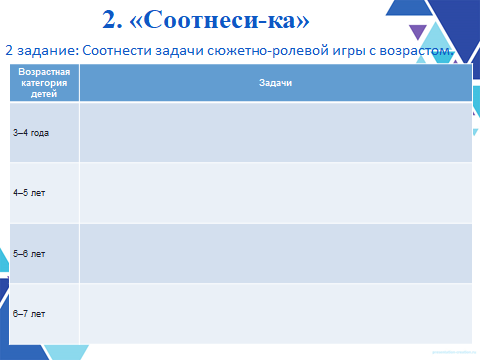 2. «Соотнеси-ка»
2 задание: Соотнести задачи сюжетно-ролевой игры с возрастом.
Возрастная
категория
детей
Задачи
3–4 года
4–5 лет
5–6 лет
6–7 лет